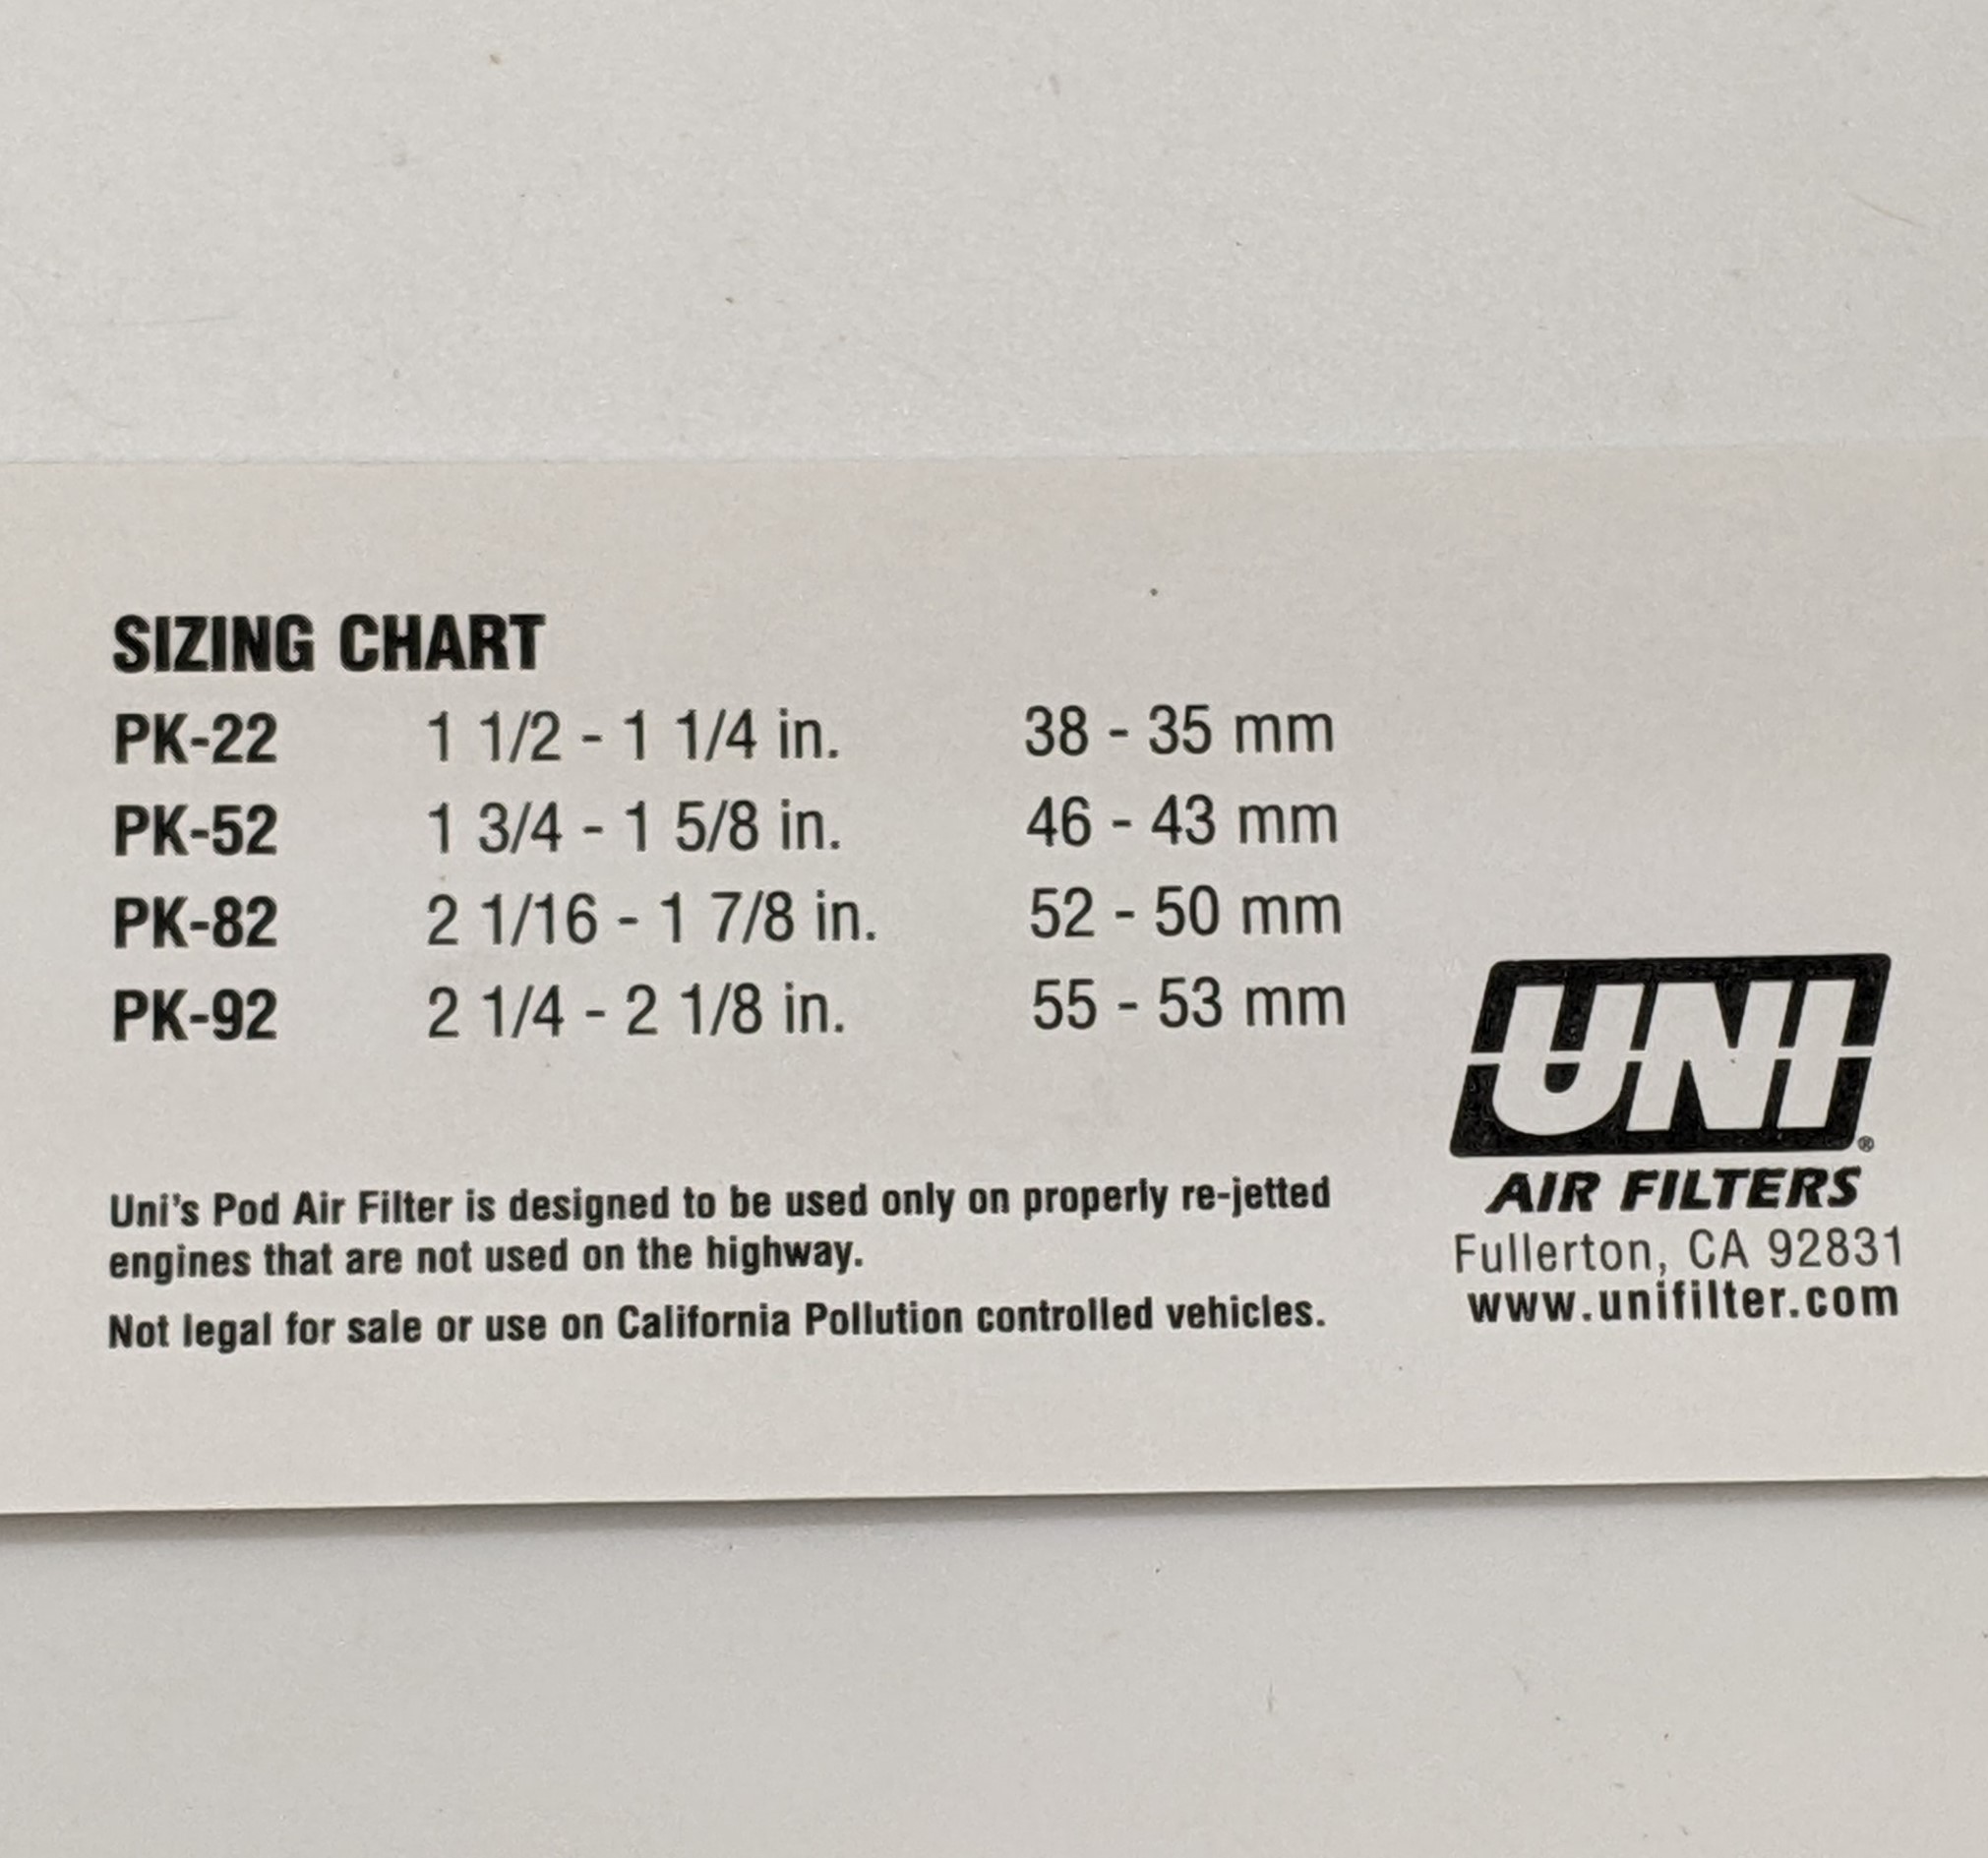 SIZING CHART
PK-22 1 1/2 - 1 1/4 in. 38 - 35 mm
PK-52 1 3/4 - 1 5/8 in. 46 - 43 mm
PK-82 2 1/16 - 1 7/8 in. 52 - 50 mm
PK-92 2 1/4 - 2 1/8 in. 55 - 53 mm
Uni's Pod Air Filter is designed to be used only on properly re-jetted
engines that are not used on the highway.
Not legal for sale or use on California Pollution controlled vehicles.
UNI®
AIR FILTERS
Fullerton, CA 92831
www.unifilter.com